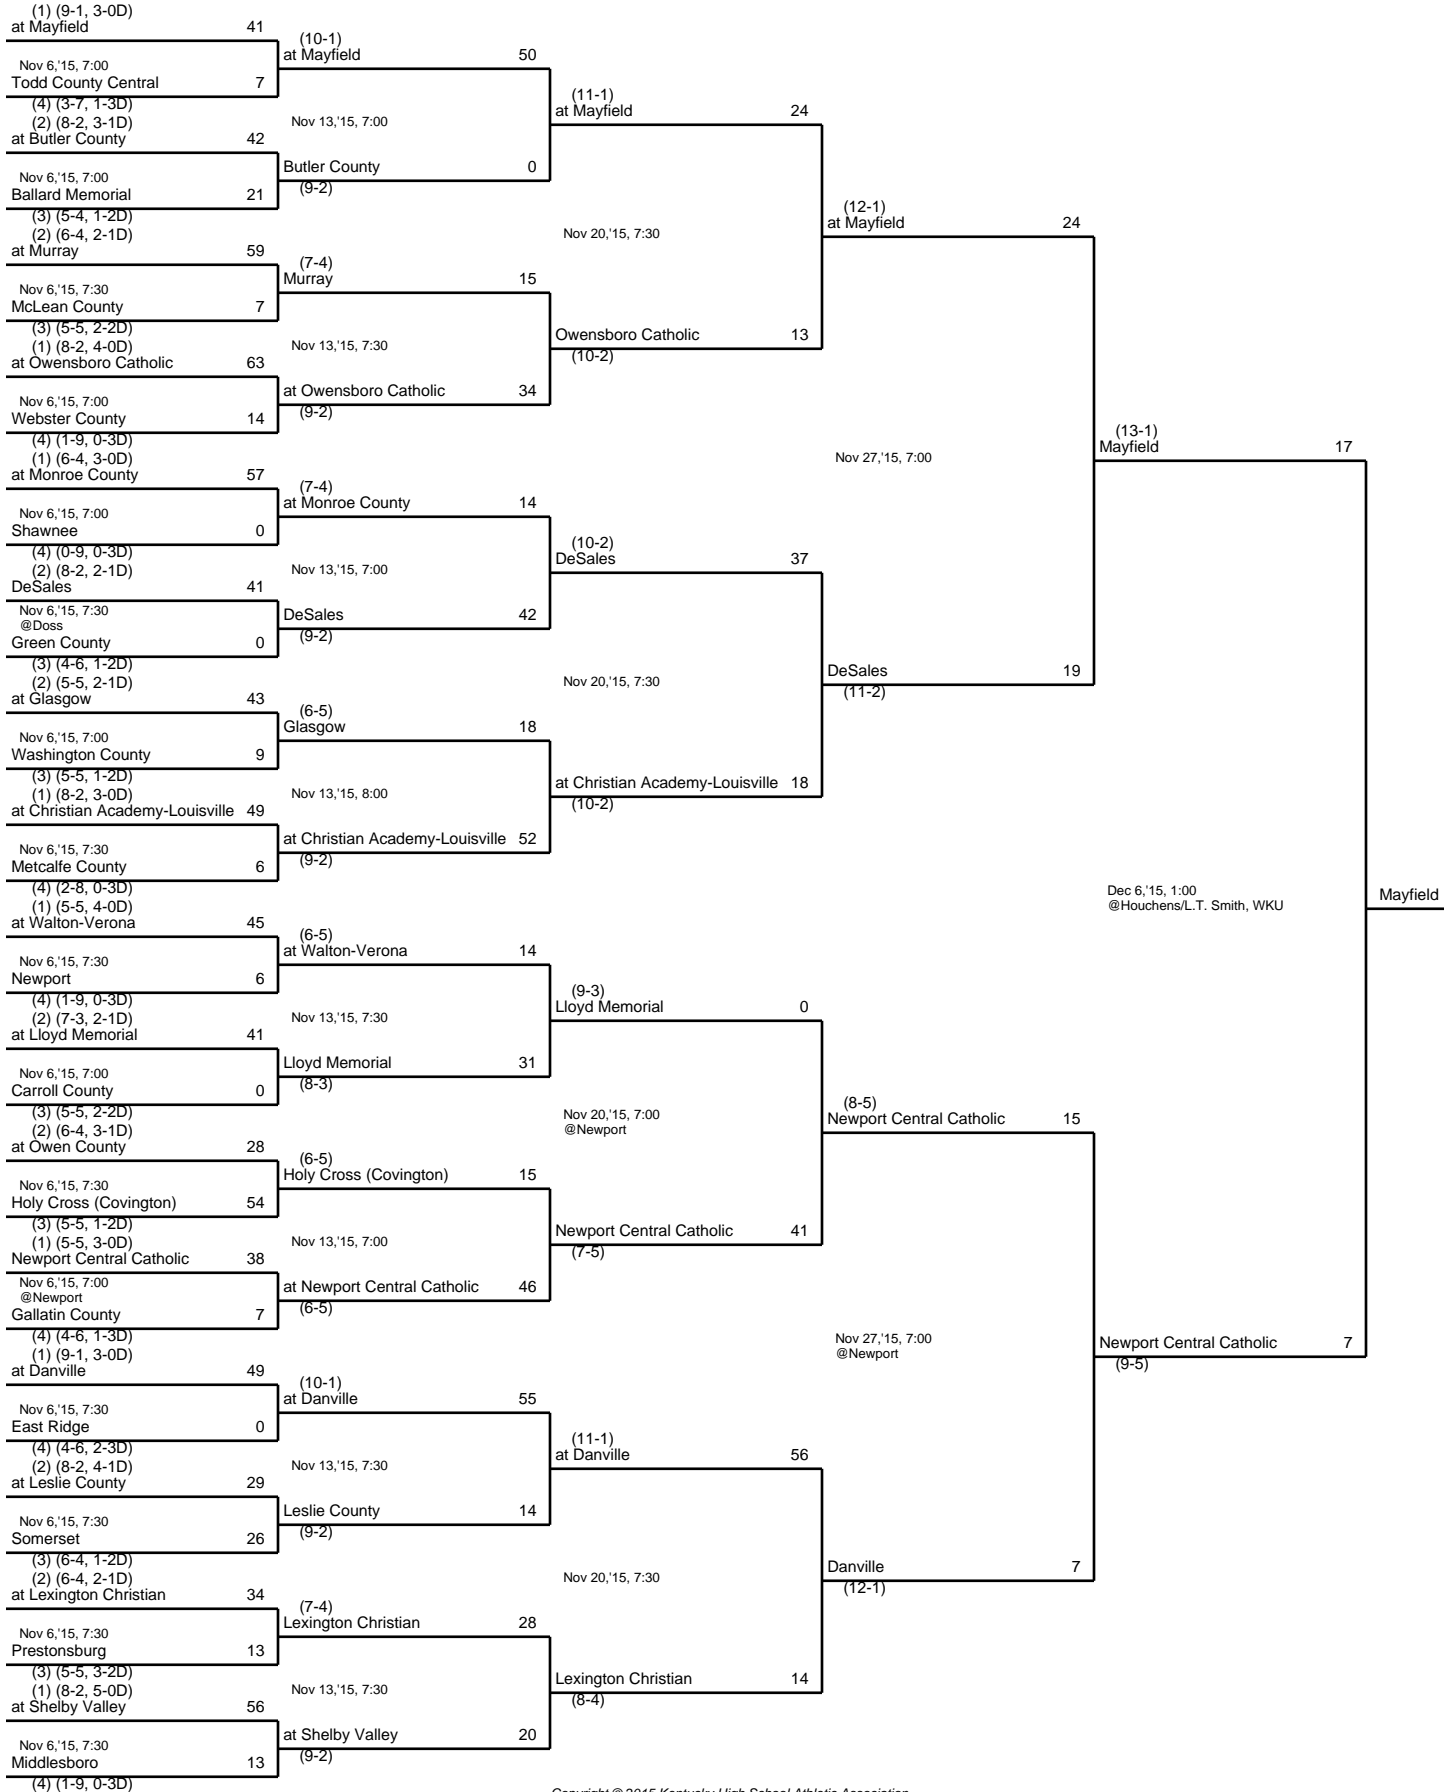 (1) (9-1, 3-0D)
at Mayfield 41
Nov 6,'15, 7:00
Todd County Central 7
(4) (3-7, 1-3D)
(2) (8-2, 3-1D)
at Butler County 42
Nov 6,'15, 7:00
Ballard Memorial 21
(3) (5-4, 1-2D)
(2) (6-4, 2-1D)
at Murray 59
Nov 6,'15, 7:30
McLean County 7
(3) (5-5, 2-2D)
(1) (8-2, 4-0D)
at Owensboro Catholic 63
Nov 6,'15, 7:00
Webster County 14
(4) (1-9, 0-3D)
(1) (6-4, 3-0D)
at Monroe County 57
Nov 6,'15, 7:00
Shawnee 0
(4) (0-9, 0-3D)
(2) (8-2, 2-1D)
DeSales 41
Nov 6,'15, 7:30
@Doss
Green County 0
(3) (4-6, 1-2D)
(2) (5-5, 2-1D)
at Glasgow 43
Nov 6,'15, 7:00
Washington County 9
(3) (5-5, 1-2D)
(1) (8-2, 3-0D)
at Christian Academy-Louisville 49
Nov 6,'15, 7:30
Metcalfe County 6
(4) (2-8, 0-3D)
(1) (5-5, 4-0D)
at Walton-Verona 45
Nov 6,'15, 7:30
Newport 6
(4) (1-9, 0-3D)
(2) (7-3, 2-1D)
at Lloyd Memorial 41
Nov 6,'15, 7:00
Carroll County 0
(3) (5-5, 2-2D)
(2) (6-4, 3-1D)
at Owen County 28
Nov 6,'15, 7:30
Holy Cross (Covington) 54
(3) (5-5, 1-2D)
(1) (5-5, 3-0D)
Newport Central Catholic 38
Nov 6,'15, 7:00
@Newport
Gallatin County 7
(4) (4-6, 1-3D)
(1) (9-1, 3-0D)
at Danville 49
Nov 6,'15, 7:30
East Ridge 0
(4) (4-6, 2-3D)
(2) (8-2, 4-1D)
at Leslie County 29
Nov 6,'15, 7:30
Somerset 26
(3) (6-4, 1-2D)
(2) (6-4, 2-1D)
at Lexington Christian 34
Nov 6,'15, 7:30
Prestonsburg 13
(3) (5-5, 3-2D)
(1) (8-2, 5-0D)
at Shelby Valley 56
Nov 6,'15, 7:30
Middlesboro 13
(4) (1-9, 0-3D)
(10-1)
at Mayfield 50
Nov 13,'15, 7:00
Butler County 0
(9-2)
(7-4)
Murray 15
Nov 13,'15, 7:30
at Owensboro Catholic 34
(9-2)
(7-4)
at Monroe County 14
Nov 13,'15, 7:00
DeSales 42
(9-2)
(6-5)
Glasgow 18
Nov 13,'15, 8:00
at Christian Academy-Louisville 52
(9-2)
(6-5)
at Walton-Verona 14
Nov 13,'15, 7:30
Lloyd Memorial 31
(8-3)
(6-5)
Holy Cross (Covington) 15
Nov 13,'15, 7:00
at Newport Central Catholic 46
(6-5)
(10-1)
at Danville 55
Nov 13,'15, 7:30
Leslie County 14
(9-2)
(7-4)
Lexington Christian 28
Nov 13,'15, 7:30
at Shelby Valley 20
(9-2)
(11-1)
at Mayfield 24
Nov 20,'15, 7:30
Owensboro Catholic 13
(10-2)
(10-2)
DeSales 37
Nov 20,'15, 7:30
at Christian Academy-Louisville 18
(10-2)
(9-3)
Lloyd Memorial 0
Nov 20,'15, 7:00
@Newport
Newport Central Catholic 41
(7-5)
(11-1)
at Danville 56
Nov 20,'15, 7:30
Lexington Christian 14
(8-4)
(12-1)
at Mayfield 24
Nov 27,'15, 7:00
DeSales 19
(11-2)
(8-5)
Newport Central Catholic 15
Nov 27,'15, 7:00
@Newport
Danville 7
(12-1)
(13-1)
Mayfield 17
Dec 6,'15, 1:00
@Houchens/L.T. Smith, WKU
Newport Central Catholic 7
(9-5)
Mayfield
Copyright @ 2015 Kentucky High School Athletic Association